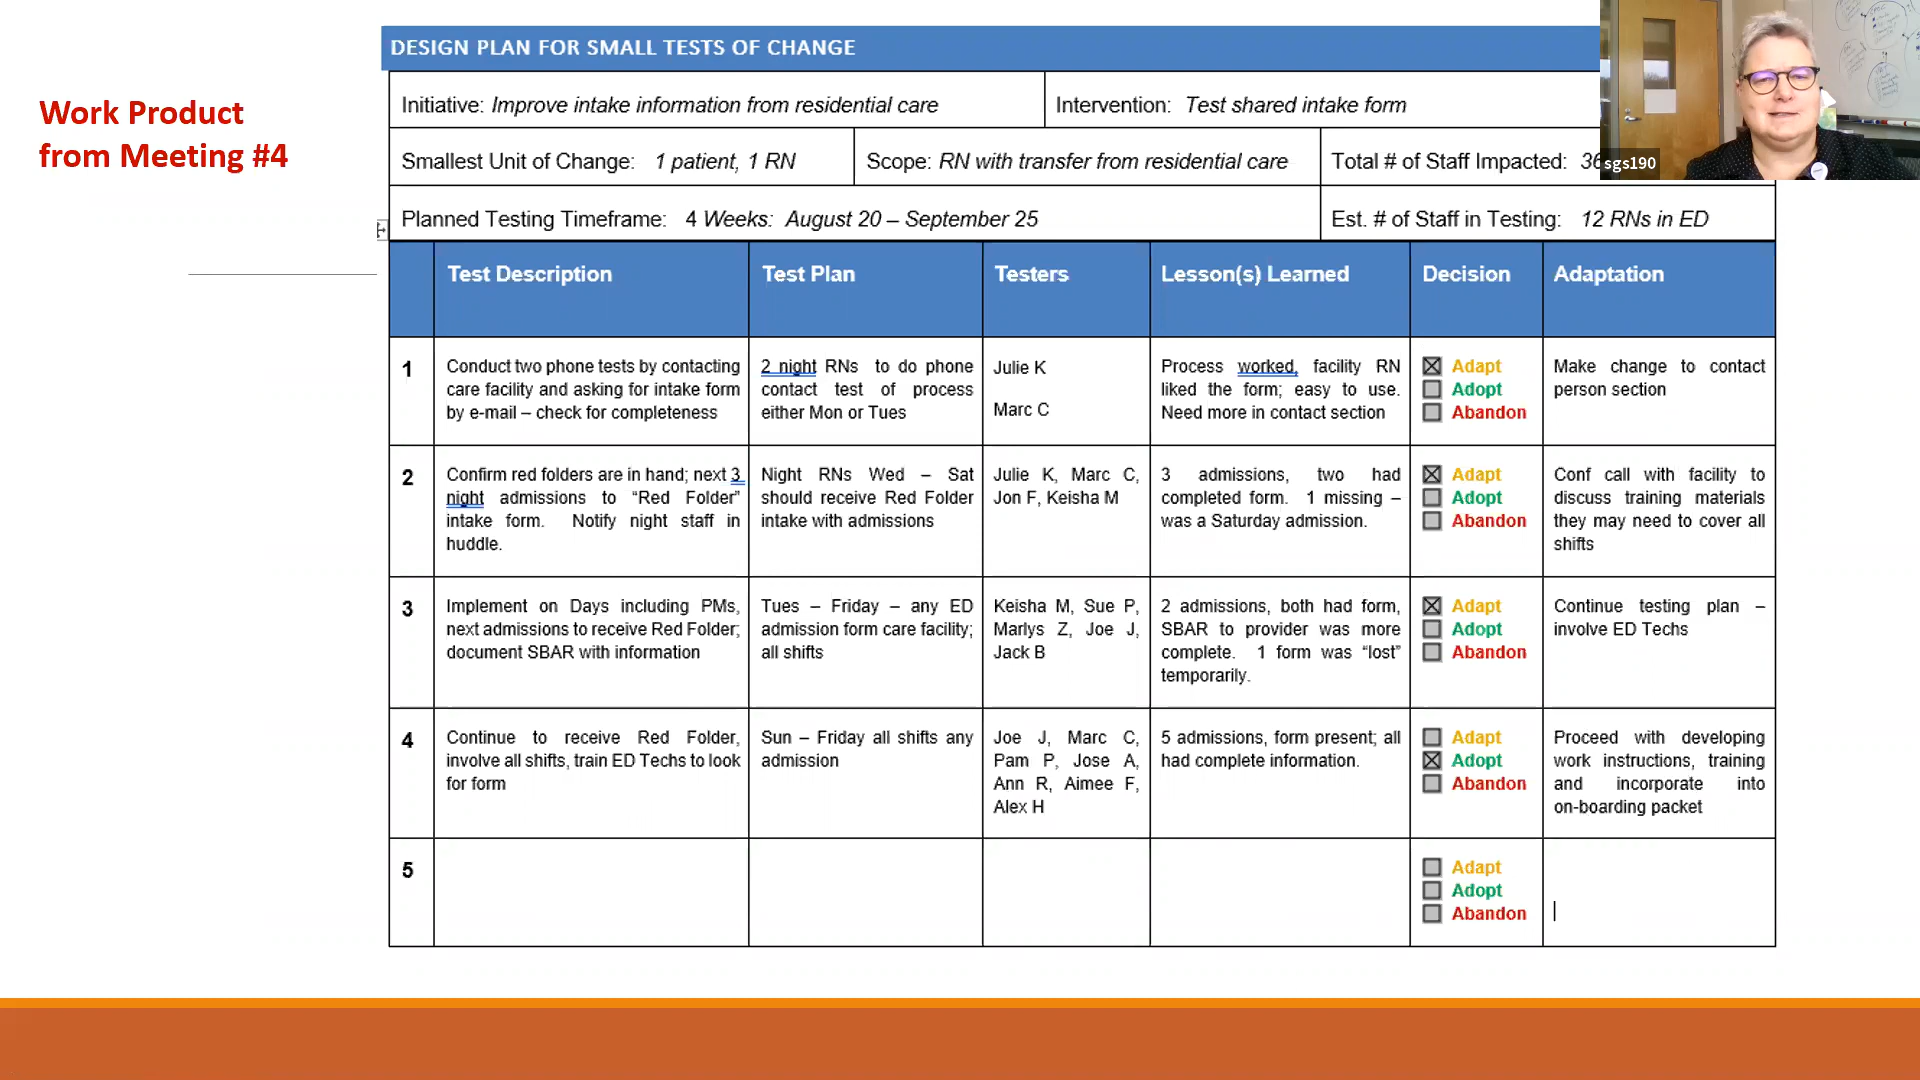 DESIGN PLAN FOR SMALL TESTS OF CHANGE
Work Product
from Meeting #4
Initiative: Improve intake information from residential care
Intervention: Test shared intake form
Smallest Unit of Change: 1 patient, 1 RN
Scope: RN with transfer from residential care
Total # of Staff Impacted:
sgs190
Planned Testing Timeframe: 4 Weeks: August 20 – September 25
Est. # of Staff in Testing: 12 RNs in ED
Test Description
Test Plan
Testers
Lesson(s) Learned
Decision
Adaptation
1
Conduct two phone tests by contacting
care facility and asking for intake form
by e-mail – check for completeness
2 night RNs to do phone
contact test of process
either Mon or Tues
Julie K
Marc C
Process worked, facility RN
liked the form; easy to use.
Need more in contact section
Adapt
Adopt
Abandon
Make change to contact
person section
2
Confirm red folders are in hand; next 3
night admissions to “Red Folder”
intake form. Notify night staff in
huddle.
Night RNs Wed – Sat
should receive Red Folder
intake with admissions
Julie K, Marc C,
Jon F, Keisha M
3 admissions, two had
completed form. 1 missing –
was a Saturday admission.
Adapt
Adopt
Abandon
Conf call with facility to
discuss training materials
they may need to cover all
shifts
3
Implement on Days including PMs,
next admissions to receive Red Folder;
document SBAR with information
Tues – Friday – any ED
admission form care facility;
all shifts
Keisha M, Sue P,
Marlys Z, Joe J,
Jack B
2 admissions, both had form,
SBAR to provider was more
complete. 1 form was “lost”
temporarily.
Adapt
Adopt
Abandon
Continue testing plan –
involve ED Techs
4
Continue to receive Red Folder,
involve all shifts, train ED Techs to look
for form
Sun – Friday all shifts any
admission
Joe J, Marc C,
Pam P, Jose A,
Ann R, Aimee F,
Alex H
5 admissions, form present; all
had complete information.
Adapt
Adopt
Abandon
Proceed with developing
work instructions, training
and incorporate into
on-boarding packet
5
Adapt
Adopt
Abandon